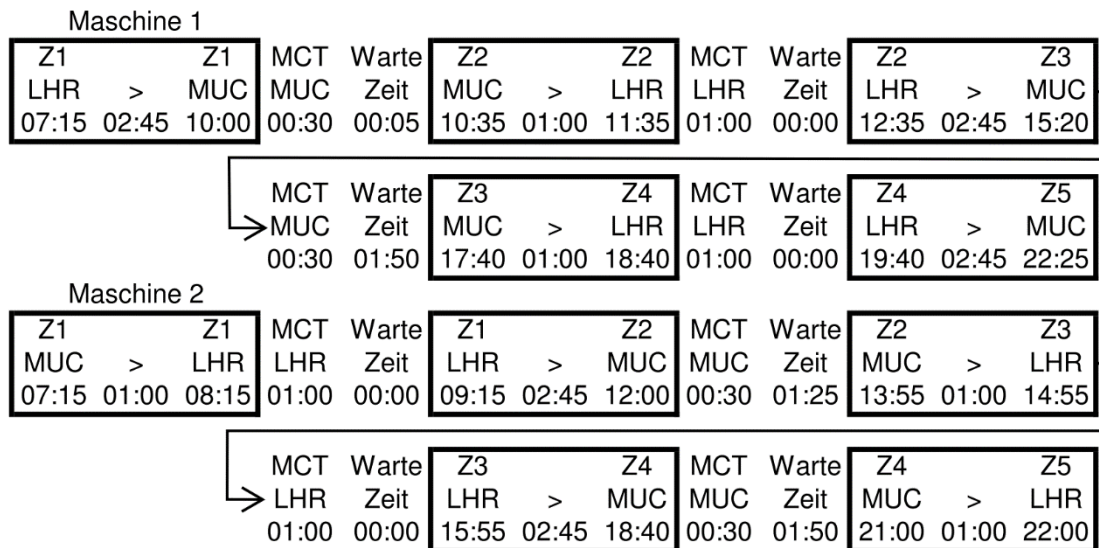 Maschine 1
Z1 Z1 MCT Warte Z2 Z2 MCT Warte Z2 Z3
LHR > MUC MUC Zeit MUC > LHR LHR Zeit LHR > MUC
07:15 02:45 10:00 00:30 00:05 10:35 01:00 11:35 01:00 00:00 12:35 02:45 15:20
MCT Warte Z3 Z4 MCT Warte Z4 Z5
MUC Zeit MUC > LHR LHR Zeit LHR > MUC
00:30 01:50 17:40 01:00 18:40 01:00 00:00 19:40 02:45 22:25
Maschine 2
Z1 Z1 MCT Warte Z1 Z2 MCT Warte Z2 Z3
MUC > LHR LHR Zeit LHR > MUC MUC Zeit MUC > LHR
07:15 01:00 08:15 01:00 00:00 09:15 02:45 12:00 00:30 01:25 13:55 01:00 14:55
MCT Warte Z3 Z4 MCT Warte Z4 Z5
LHR Zeit LHR > MUC MUC Zeit MUC > LHR
01:00 00:00 15:55 02:45 18:40 00:30 01:50 21:00 01:00 22:00